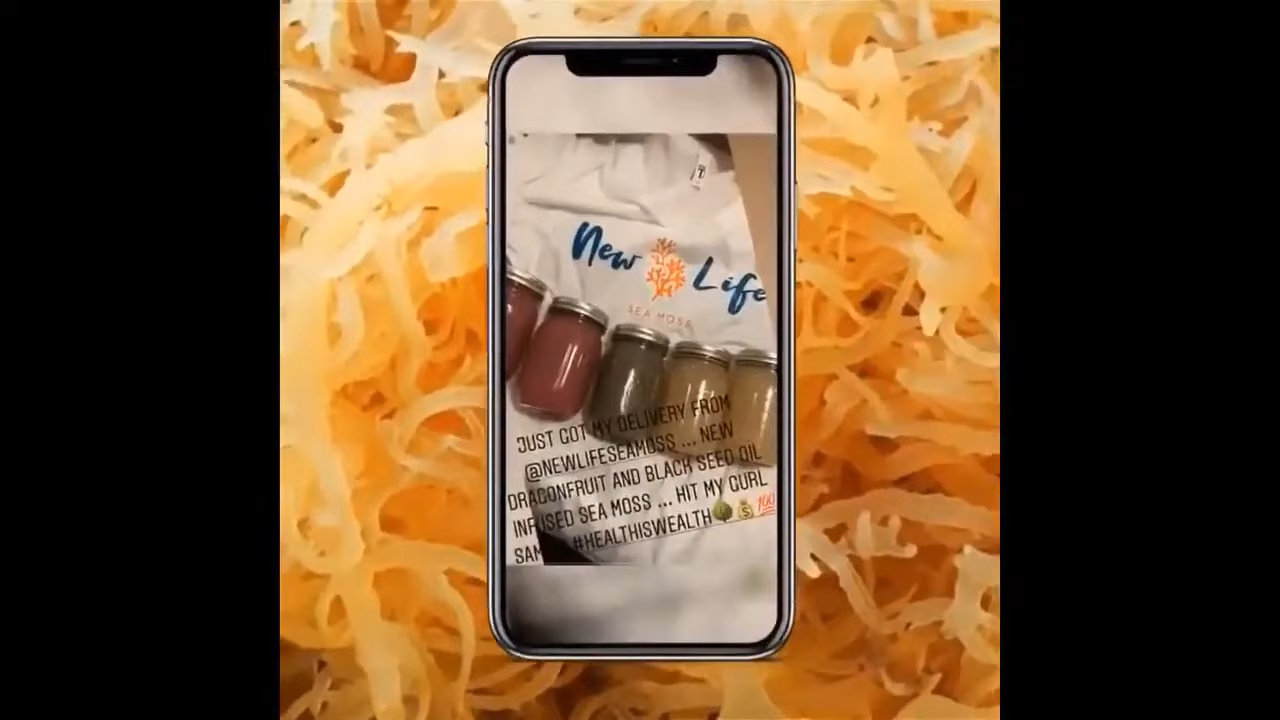 New Life
SEA MOSS
JUST GOT MY DELIVERY FROM
@NEWLIFESEAMOSS ... NEW
DRAGONFRUIT AND BLACK SEED OIL
INFUSED SEA MOSS ... HIT MY GURL
#HEALTHISWEALTH🌳💰💯